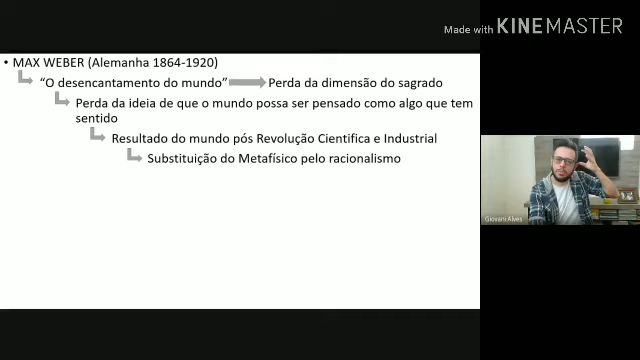 Made with KINEMASTER
• MAX WEBER (Alemanha 1864-1920)
“O desencantamento do mundo” Perda da dimensão do sagrado
Perda da ideia de que o mundo possa ser pensado como algo que tem
sentido
Resultado do mundo pós Revolução Cientifica e Industrial
Substituição do Metafísico pelo racionalismo
Giovani Alves